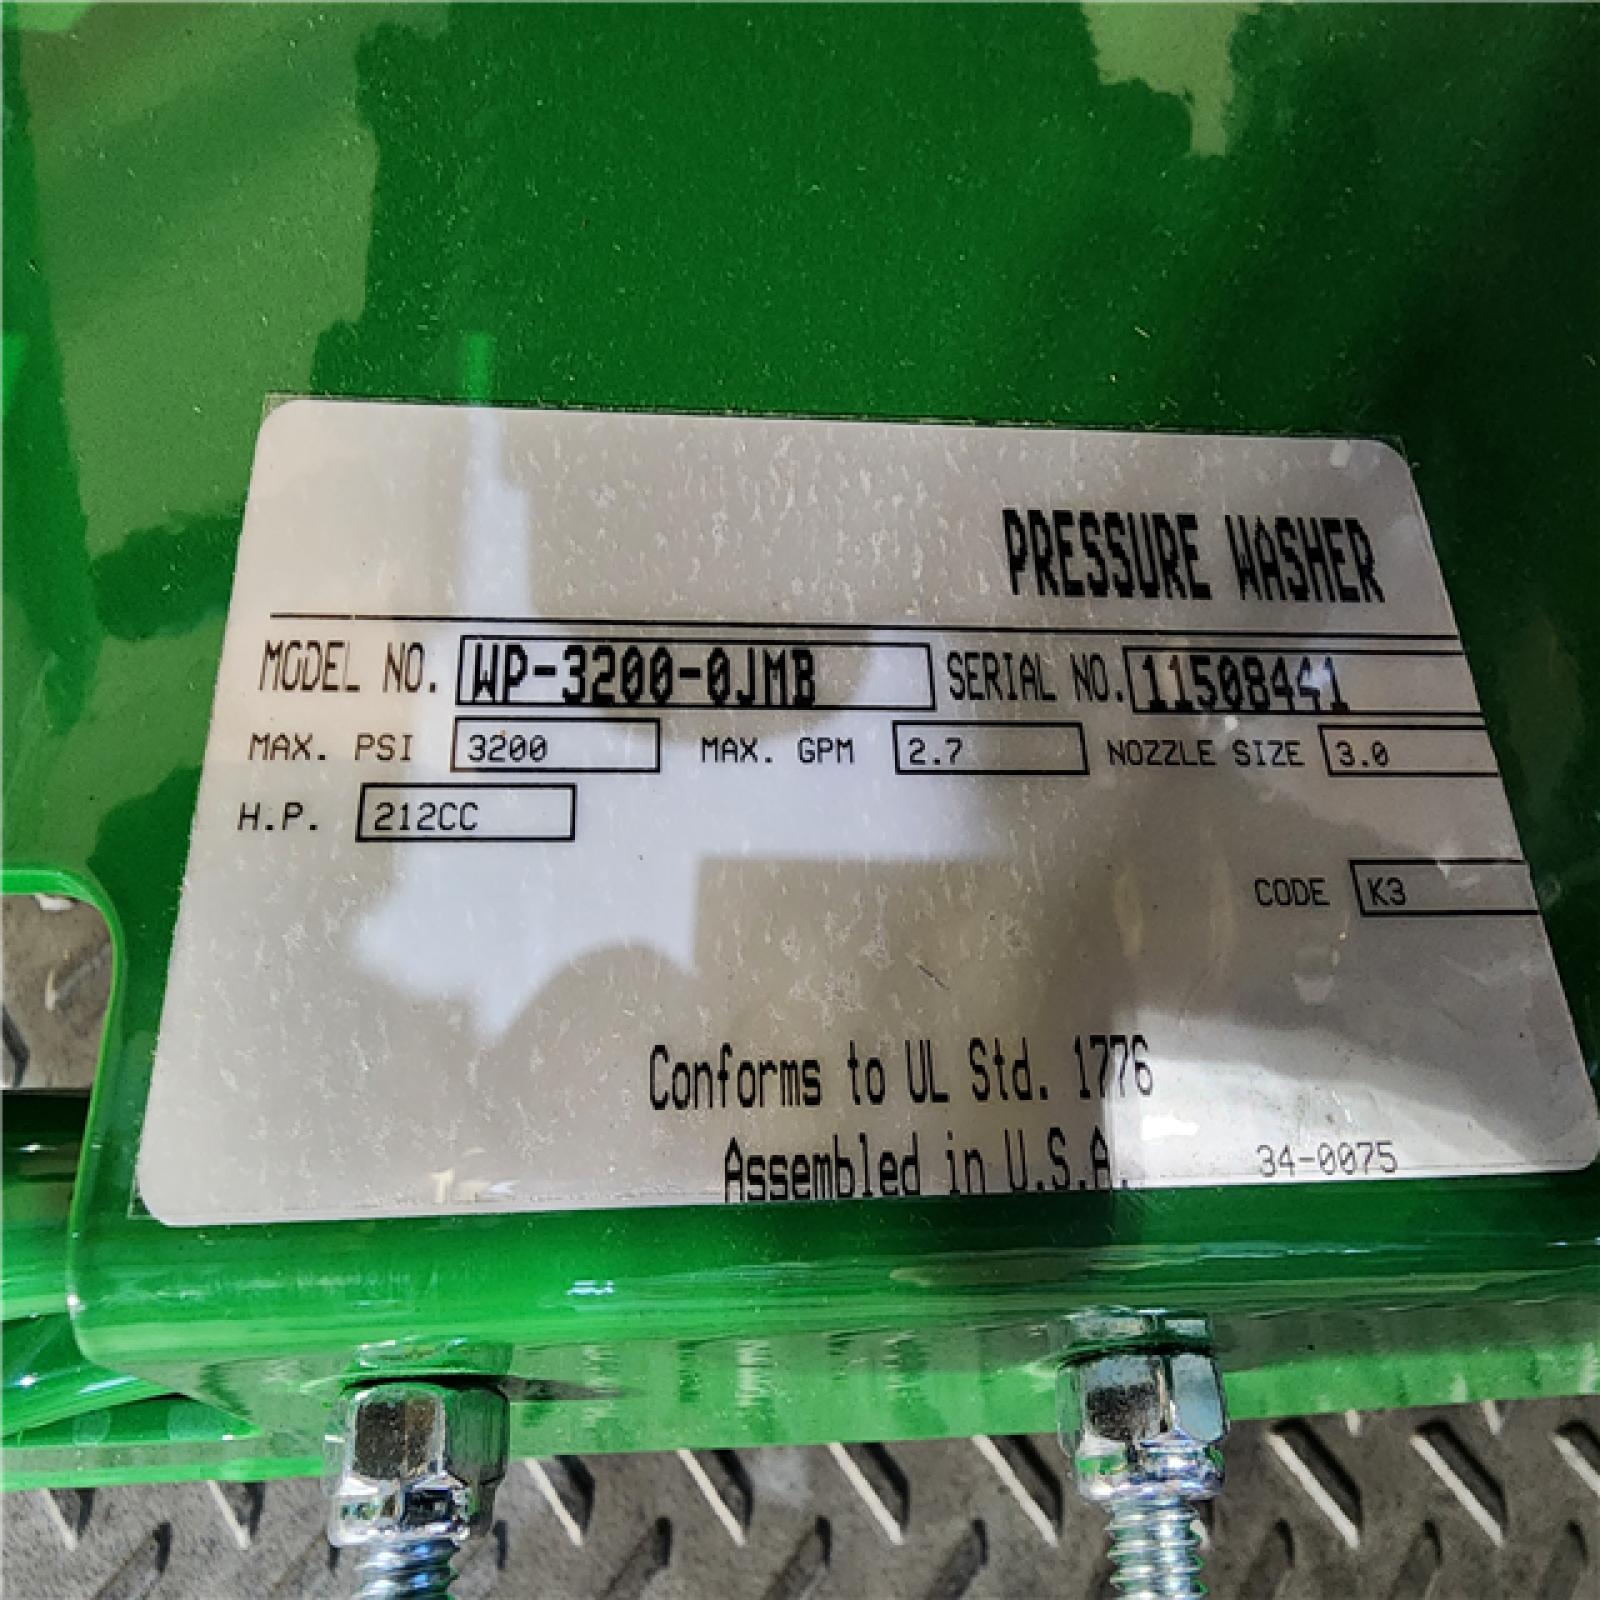 PRESSURE WASHER
MODEL NO. WP-3200-0JMB SERIAL NO. 11508441
MAX. PSI 3200 MAX. GPM 2.7 NOZZLE SIZE 3.0
H.P. 212CC
CODE K3
Conforms to UL Std. 1776
Assembled in U.S.A. 34-0075